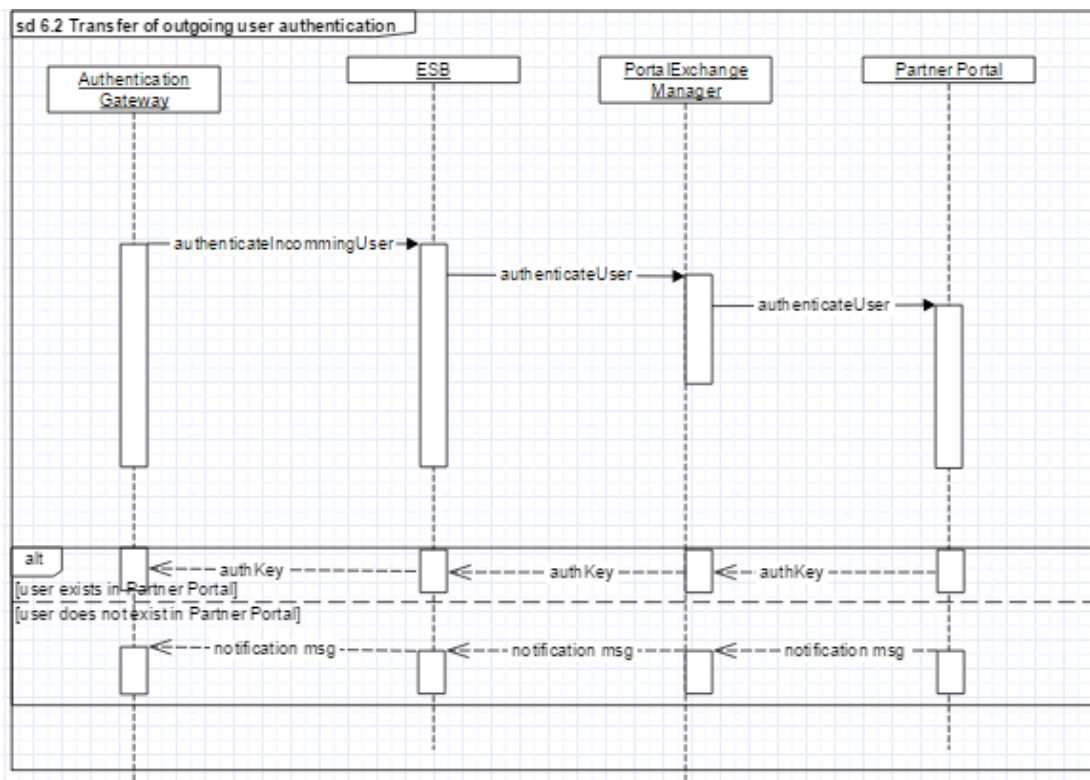 sd 6.2 Transfer of outgoing user authentication
Authentication
Gateway
ESB
PortalExchange
Manager
Partner Portal
authenticateIncommingUser
authenticateUser
authenticateUser
alt
authKey
authKey
authKey
[user exists in Partner Portal]
[user does not exist in Partner Portal]
notification msg
notification msg
notification msg